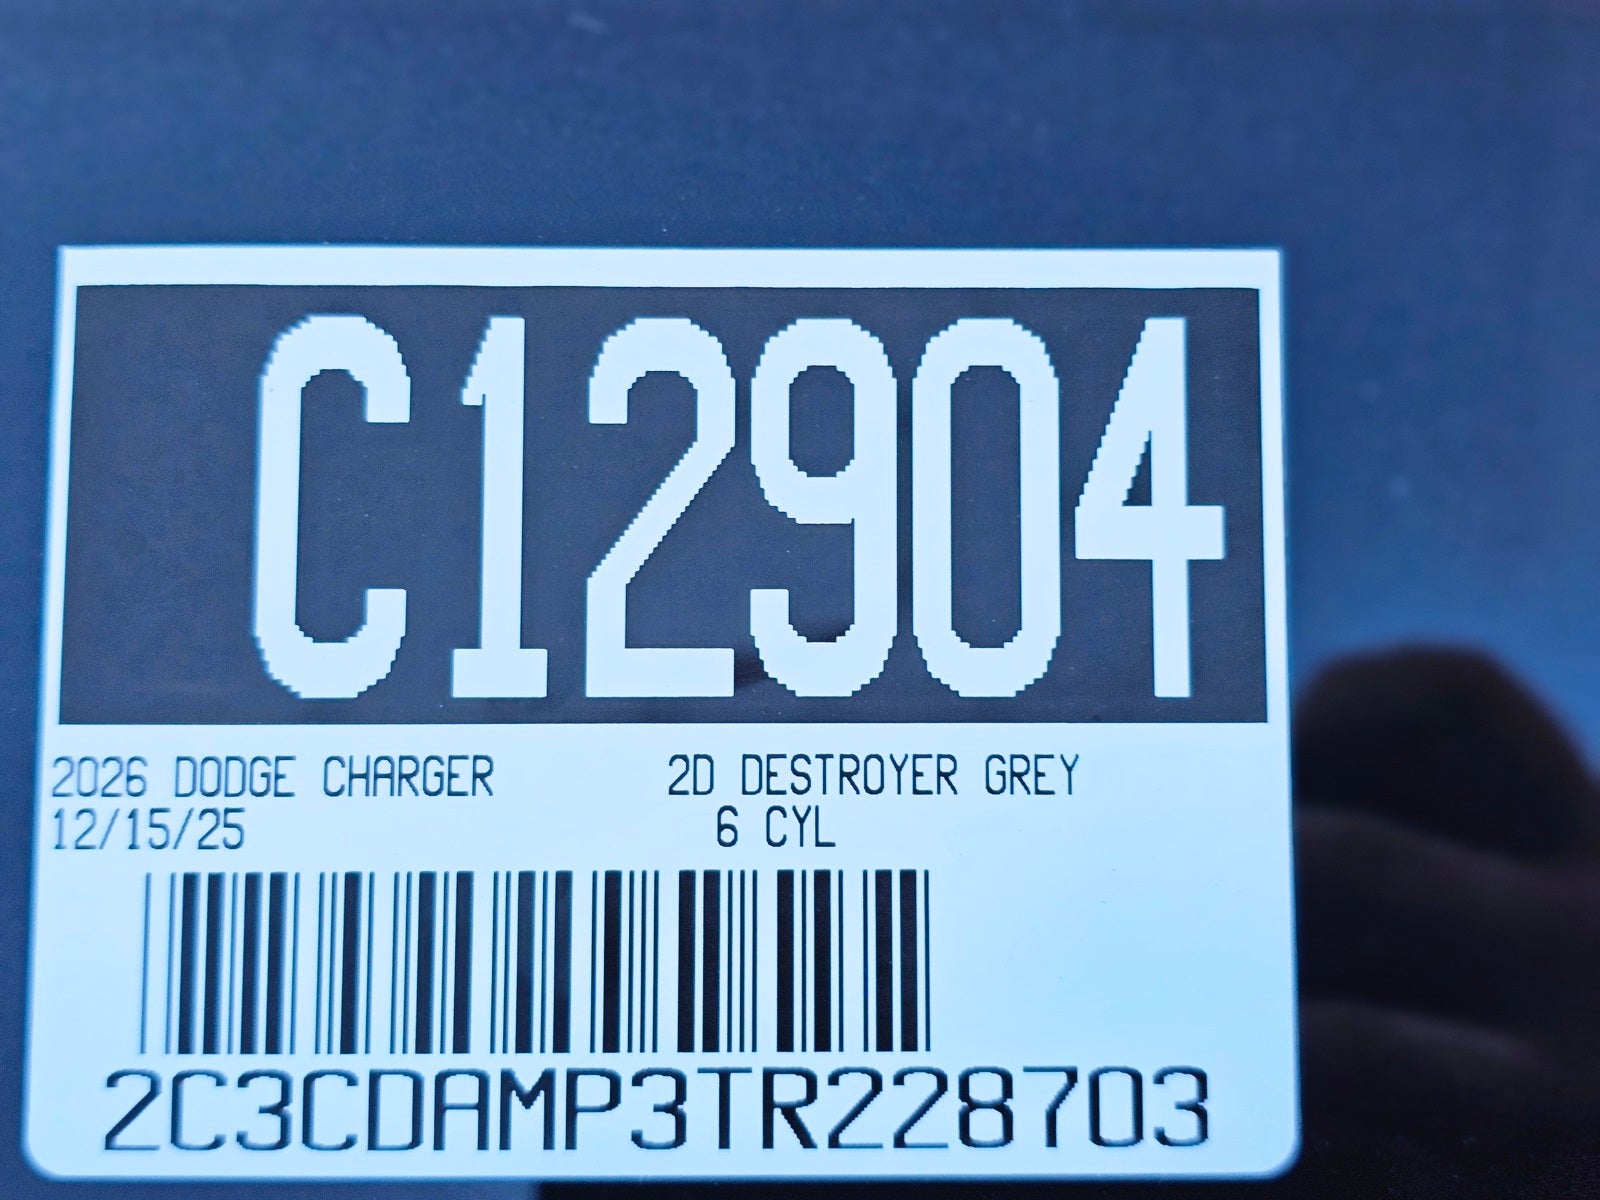 C12904
2026 DODGE CHARGER 2D DESTROYER GREY
12/15/25 6 CYL
2C3CDAMP3TR228703